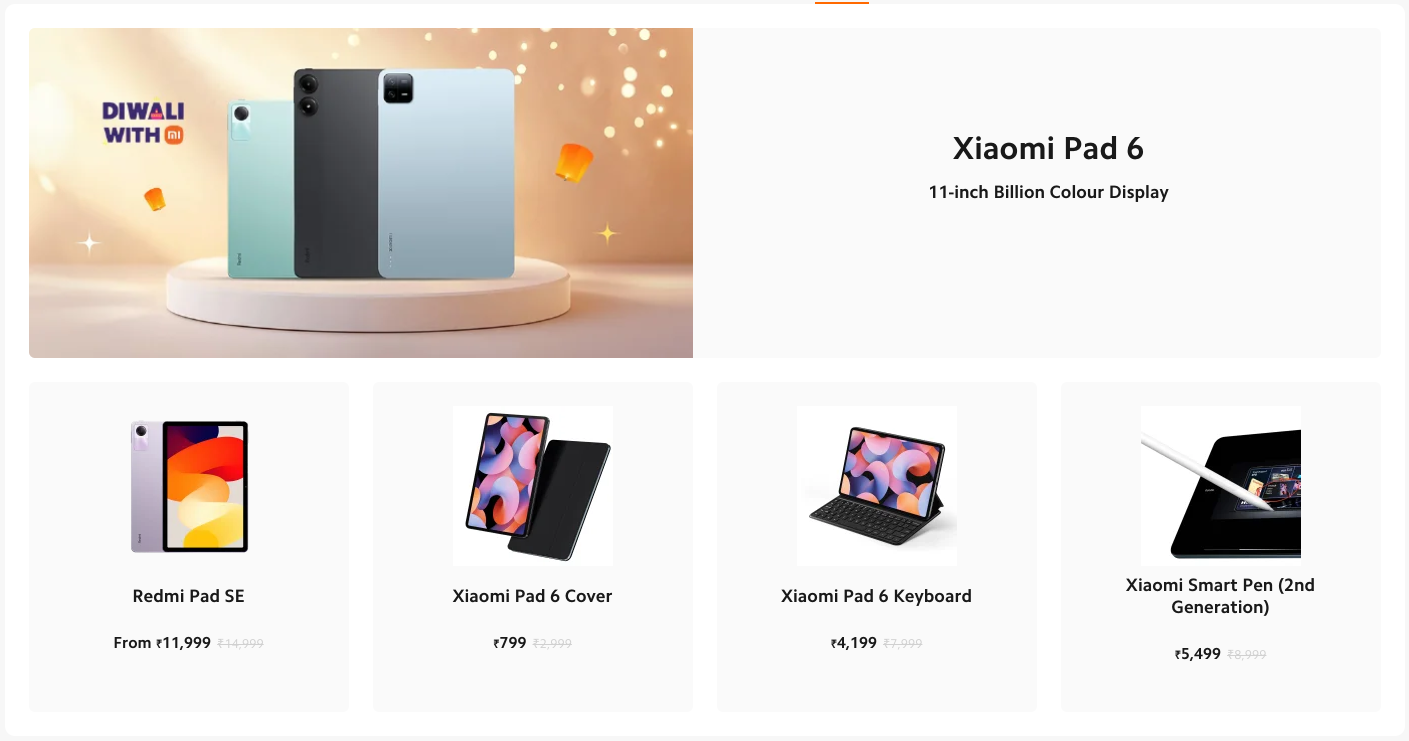 DIWALI
WITH mi
Xiaomi Pad 6
11-inch Billion Colour Display
Redmi Pad SE
From ₹11,999 ₹14,999
Xiaomi Pad 6 Cover
₹799 ₹2,999
Xiaomi Pad 6 Keyboard
₹4,199 ₹7,999
Xiaomi Smart Pen (2nd
Generation)
₹5,499 ₹8,999